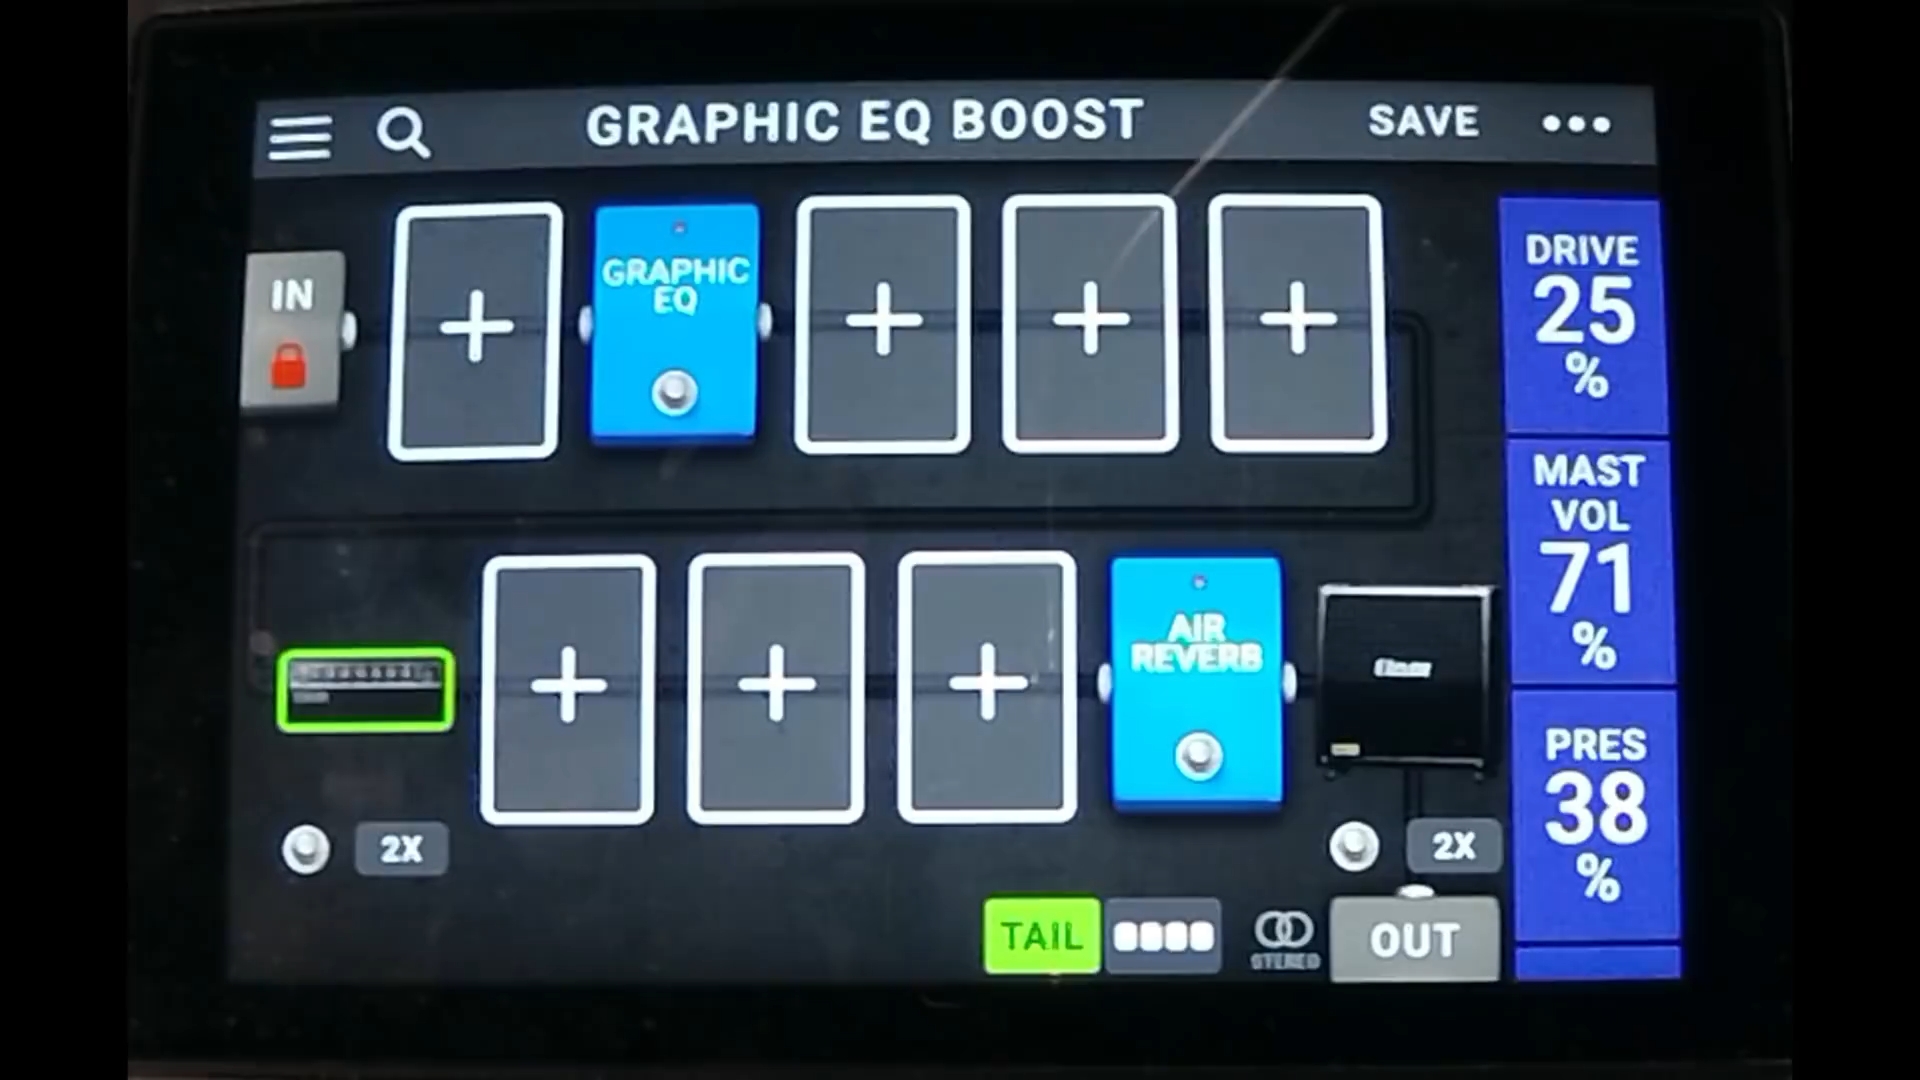 GRAPHIC EQ BOOST
SAVE
IN
GRAPHIC
EQ
DRIVE
25
%
MAST
VOL
71
%
AIR
REVERB
PRES
38
%
2X
2X
TAIL
STEREO
OUT